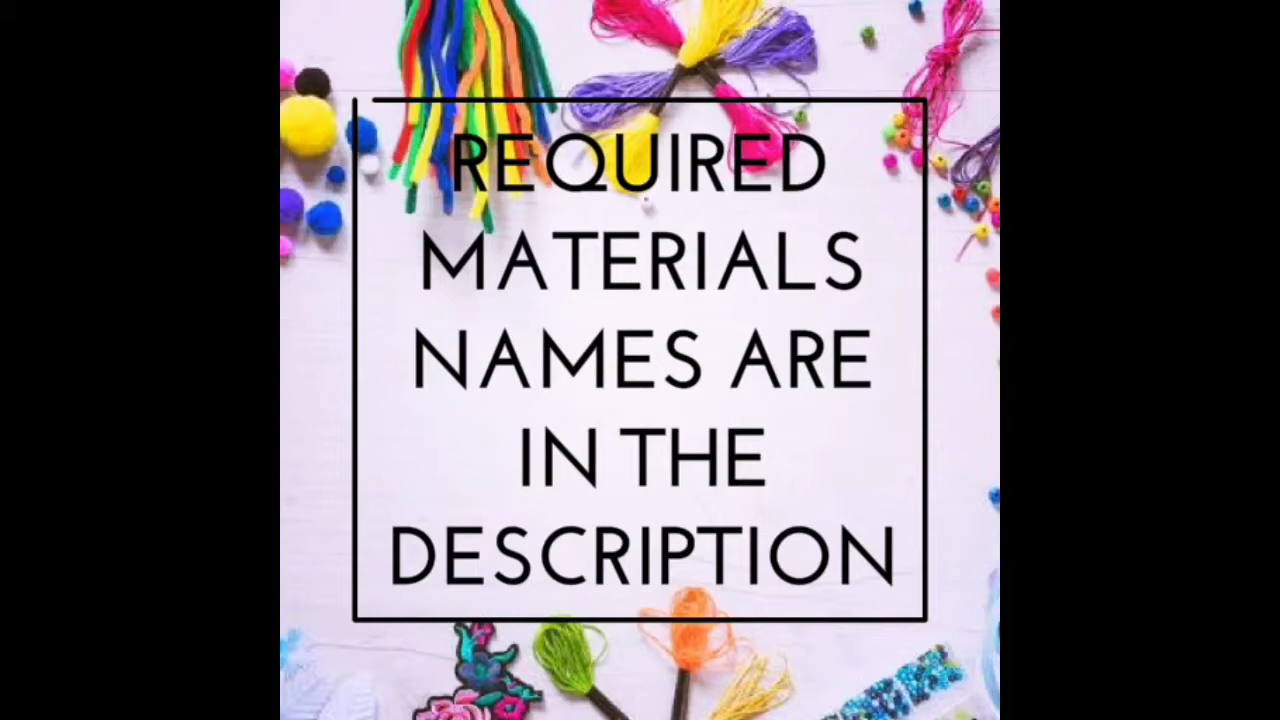 REQUIRED
MATERIALS
NAMES ARE
IN THE
DESCRIPTION